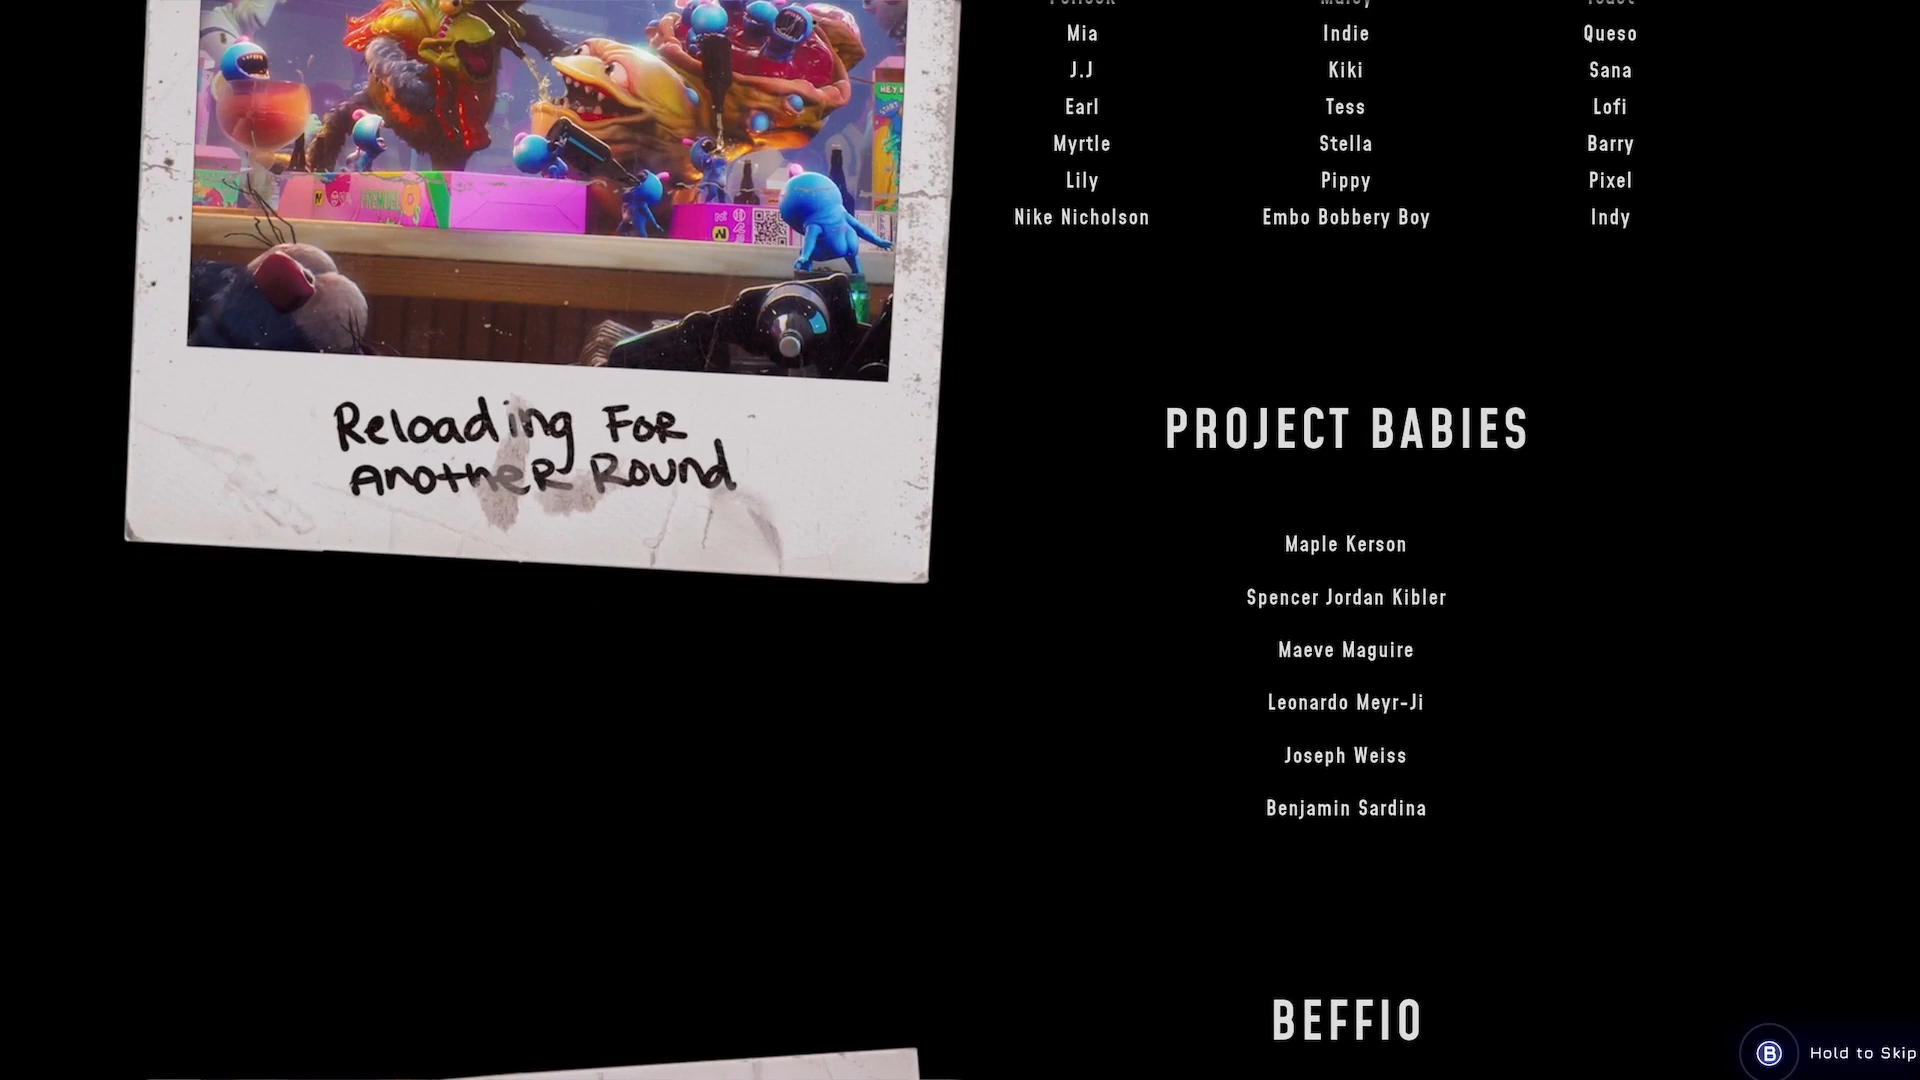 Mia Indie Queso
J.J Kiki Sana
Earl Tess Lofi
Myrtle Stella Barry
Lily Pippy Pixel
Nike Nicholson Embo Bobbery Boy Indy
Reloading For
Another Round
PROJECT BABIES
Maple Kerson
Spencer Jordan Kibler
Maeve Maguire
Leonardo Meyr-Ji
Joseph Weiss
Benjamin Sardina
BEFFIO
B Hold to Skip